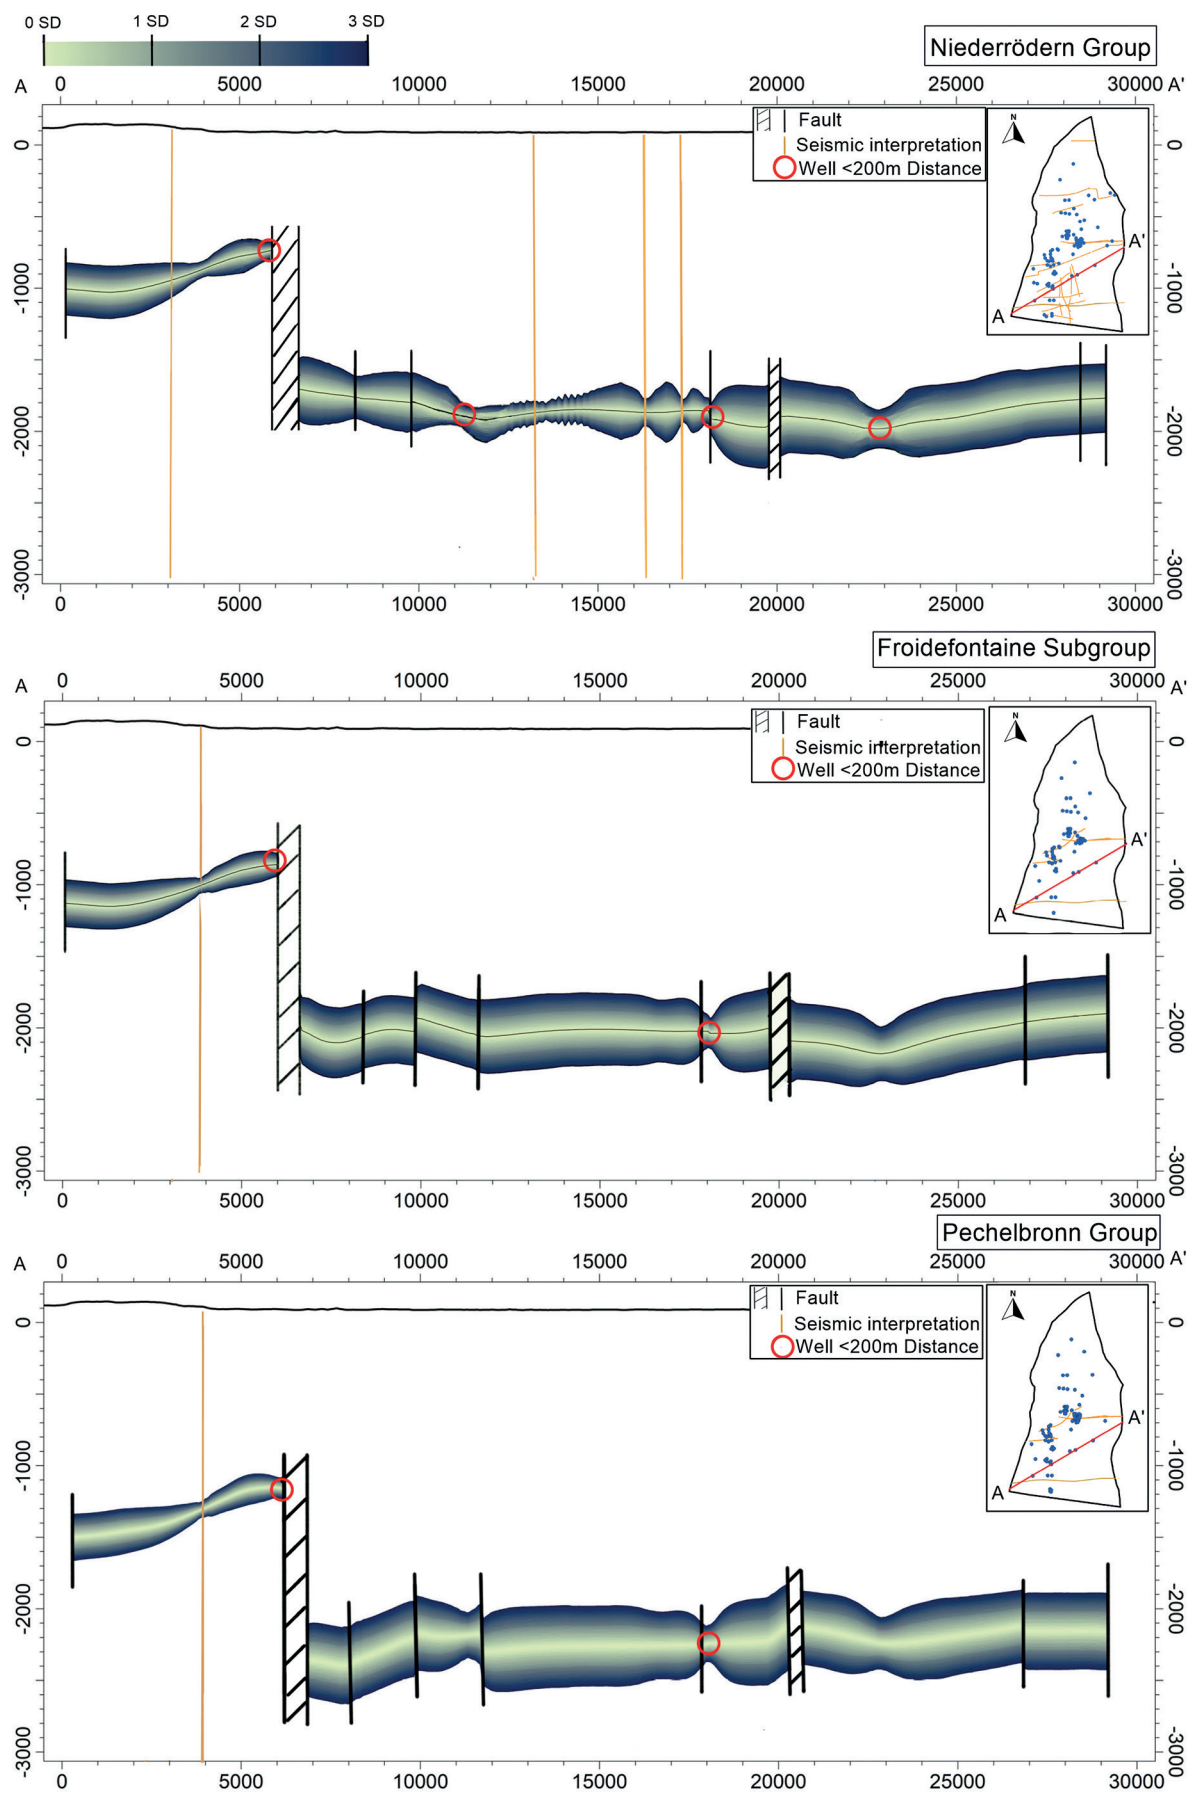 0 SD 1 SD 2 SD 3 SD
Niederrödern Group
A 0 5000 10000 15000 20000 25000 30000 A'
Fault
Seismic interpretation
Well <200m Distance
N
A'
A
0 0
-1000 -1000
-2000 -2000
-3000 -3000
0 5000 10000 15000 20000 25000 30000
Froidefontaine Subgroup
A 0 5000 10000 15000 20000 25000 30000 A'
Fault
Seismic interpretation
Well <200m Distance
N
A'
A
0 0
-1000 -1000
-2000 -2000
-3000 -3000
0 5000 10000 15000 20000 25000 30000
Pechelbronn Group
A 0 5000 10000 15000 20000 25000 30000 A'
Fault
Seismic interpretation
Well <200m Distance
N
A'
A
0 0
-1000 -1000
-2000 -2000
-3000 -3000
0 5000 10000 15000 20000 25000 30000